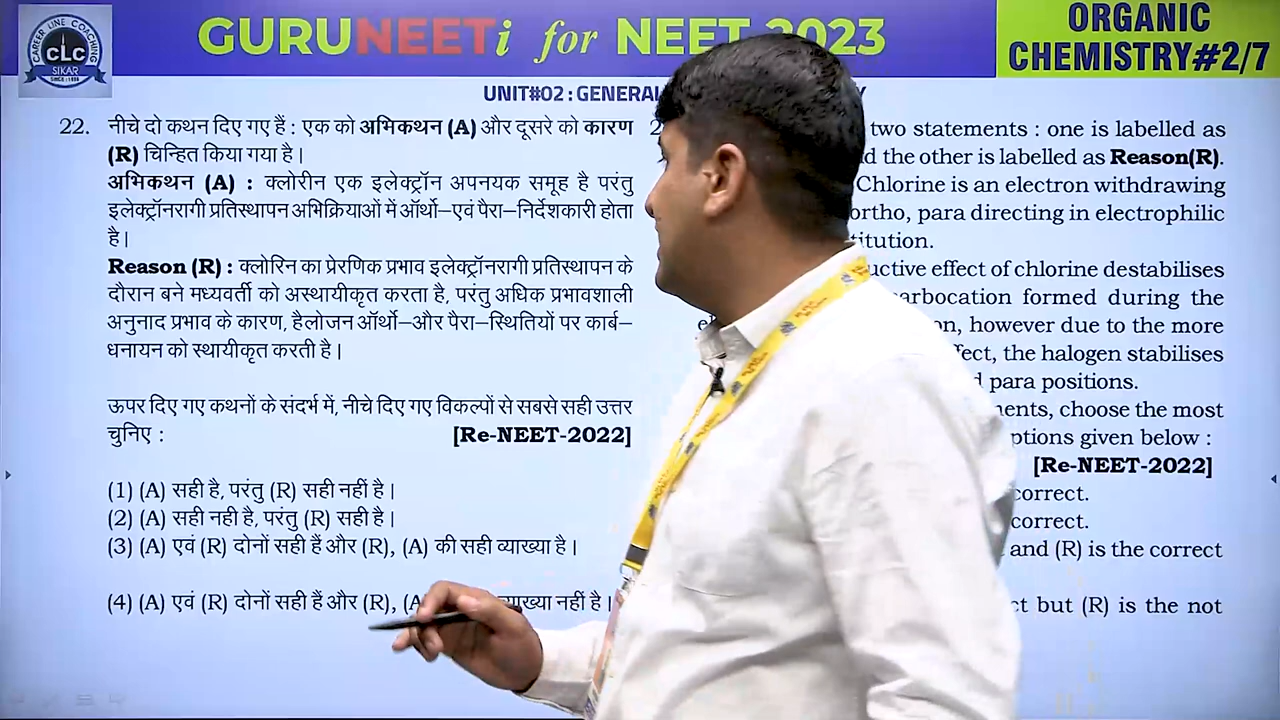 CAREER LINE COACHING
CLC
SIKAR
SINCE : 1996
GURUNEETi for NEET 2023
ORGANIC
CHEMISTRY#2/7
UNIT#02 : GENERAL
22. नीचे दो कथन दिए गए हैं : एक को अभिकथन (A) और दूसरे को कारण
(R) चिन्हित किया गया है।
अभिकथन (A) : क्लोरीन एक इलेक्ट्रॉन अपनयक समूह है परंतु
इलेक्ट्रॉनरागी प्रतिस्थापन अभिक्रियाओं में ऑर्थो–एवं पैरा–निर्देशकारी होता
है।
Reason (R) : क्लोरिन का प्रेरणिक प्रभाव इलेक्ट्रॉनरागी प्रतिस्थापन के
दौरान बने मध्यवर्ती को अस्थायीकृत करता है, परंतु अधिक प्रभावशाली
अनुनाद प्रभाव के कारण, हैलोजन ऑर्थो–और पैरा–स्थितियों पर कार्ब–
धनायन को स्थायीकृत करती है।
ऊपर दिए गए कथनों के संदर्भ में, नीचे दिए गए विकल्पों से सबसे सही उत्तर
चुनिए : [Re-NEET-2022]
(1) (A) सही है, परंतु (R) सही नहीं है।
(2) (A) सही नही है, परंतु (R) सही है।
(3) (A) एवं (R) दोनों सही हैं और (R), (A) की सही व्याख्या है।
(4) (A) एवं (R) दोनों सही हैं और (R), नहीं है।
two statements : one is labelled as
the other is labelled as Reason(R).
Chlorine is an electron withdrawing
ortho, para directing in electrophilic
effect of chlorine destabilises
formed during the
however due to the more
the halogen stabilises
para positions.
choose the most
given below :
[Re-NEET-2022]
correct.
correct.
and (R) is the correct
but (R) is the not